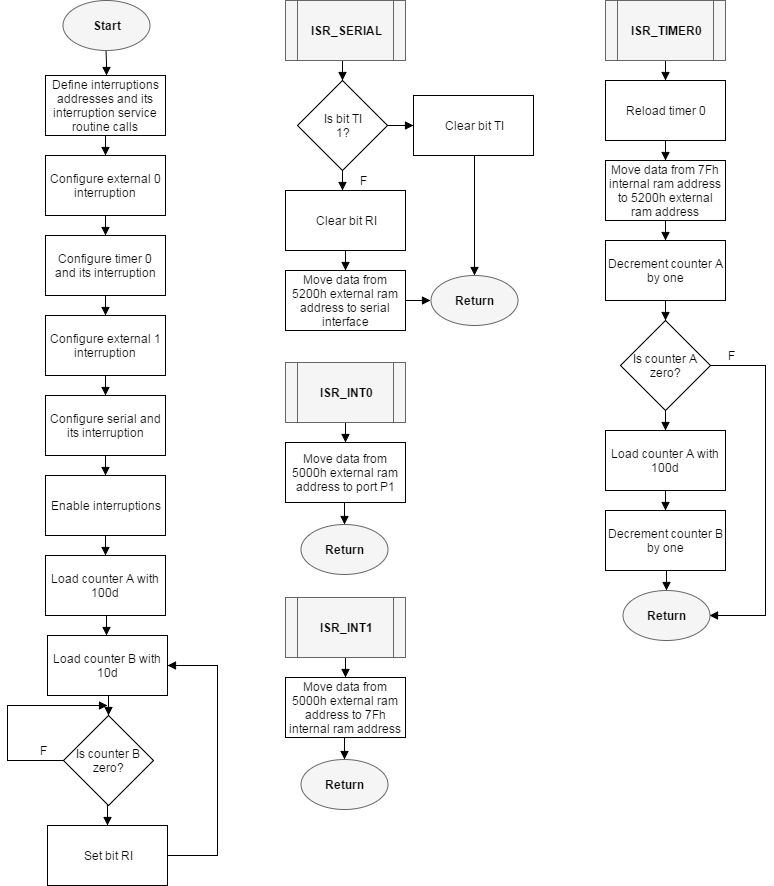 Start
Define interruptions
addresses and its
interruption service
routine calls
Configure external 0
interruption
Configure timer 0
and its interruption
Configure external 1
interruption
Configure serial and
its interruption
Enable interruptions
Load counter A with
100d
Load counter B with
10d
Is counter B
zero?
F
Set bit RI
ISR_SERIAL
Is bit TI
1?
Clear bit TI
F
Clear bit RI
Move data from
5200h external ram
address to serial
interface
Return
ISR_INT0
Move data from
5000h external ram
address to port P1
Return
ISR_INT1
Move data from
5000h external ram
address to 7Fh
internal ram address
Return
ISR_TIMER0
Reload timer 0
Move data from 7Fh
internal ram address
to 5200h external
ram address
Decrement counter A
by one
Is counter A
zero?
F
Load counter A with
100d
Decrement counter B
by one
Return